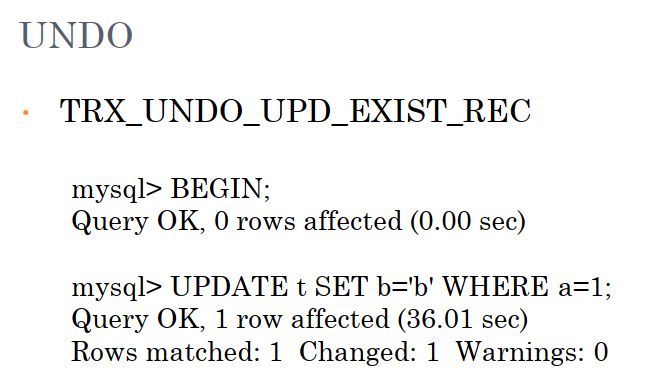 UNDO
• TRX_UNDO_UPD_EXIST_REC
mysql> BEGIN;
Query OK, 0 rows affected (0.00 sec)
mysql> UPDATE t SET b='b' WHERE a=1;
Query OK, 1 row affected (36.01 sec)
Rows matched: 1  Changed: 1  Warnings: 0